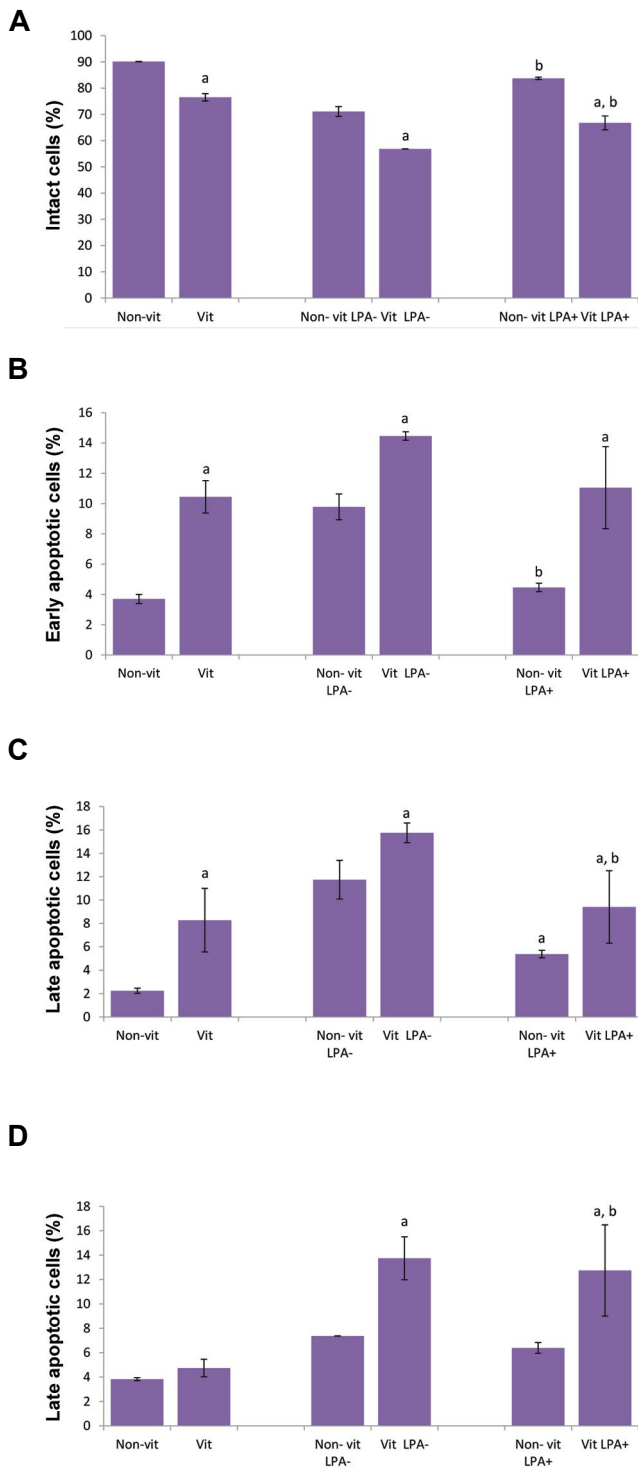 A
Intact cells (%)
100
90
80
70
60
50
40
30
20
10
0
a
a
b
a, b
Non-vit Vit Non- vit LPA- Vit LPA- Non- vit LPA+ Vit LPA+
B
Early apoptotic cells (%)
16
14
12
10
8
6
4
2
0
a
a
b
a
Non-vit Vit Non- vit Vit LPA- Non- vit Vit LPA+
LPA- LPA+
C
Late apoptotic cells (%)
18
16
14
12
10
8
6
4
2
0
a
a
a
a, b
Non-vit Vit Non- vit Vit LPA- Non- vit Vit LPA+
LPA- LPA+
D
Late apoptotic cells (%)
18
16
14
12
10
8
6
4
2
0
a
a, b
Non-vit Vit Non- vit Vit LPA- Non- vit Vit LPA+
LPA- LPA+